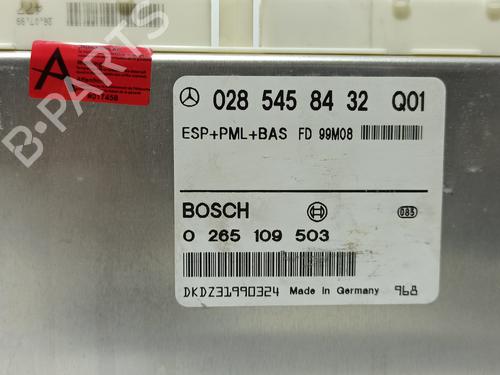 028 545 84 32 Q01
ESP+PML+BAS FD 99M08
BOSCH
085
0 265 109 503
DKDZ31990324 Made in Germany 968
A
B-PARTS